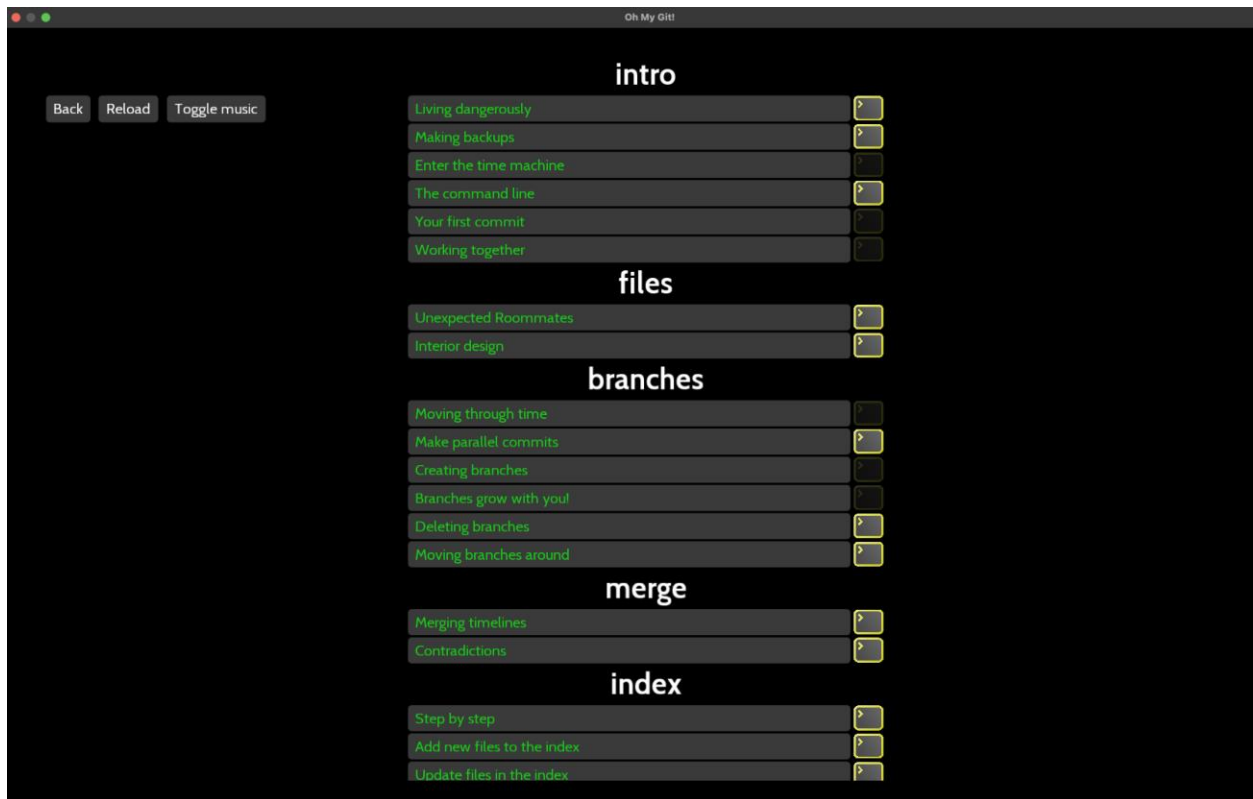 Oh My Git!
intro
Back Reload Toggle music
Living dangerously
Making backups
Enter the time machine
The command line
Your first commit
Working together
files
Unexpected Roommates
Interior design
branches
Moving through time
Make parallel commits
Creating branches
Branches grow with you!
Deleting branches
Moving branches around
merge
Merging timelines
Contradictions
index
Step by step
Add new files to the index
Update files in the index